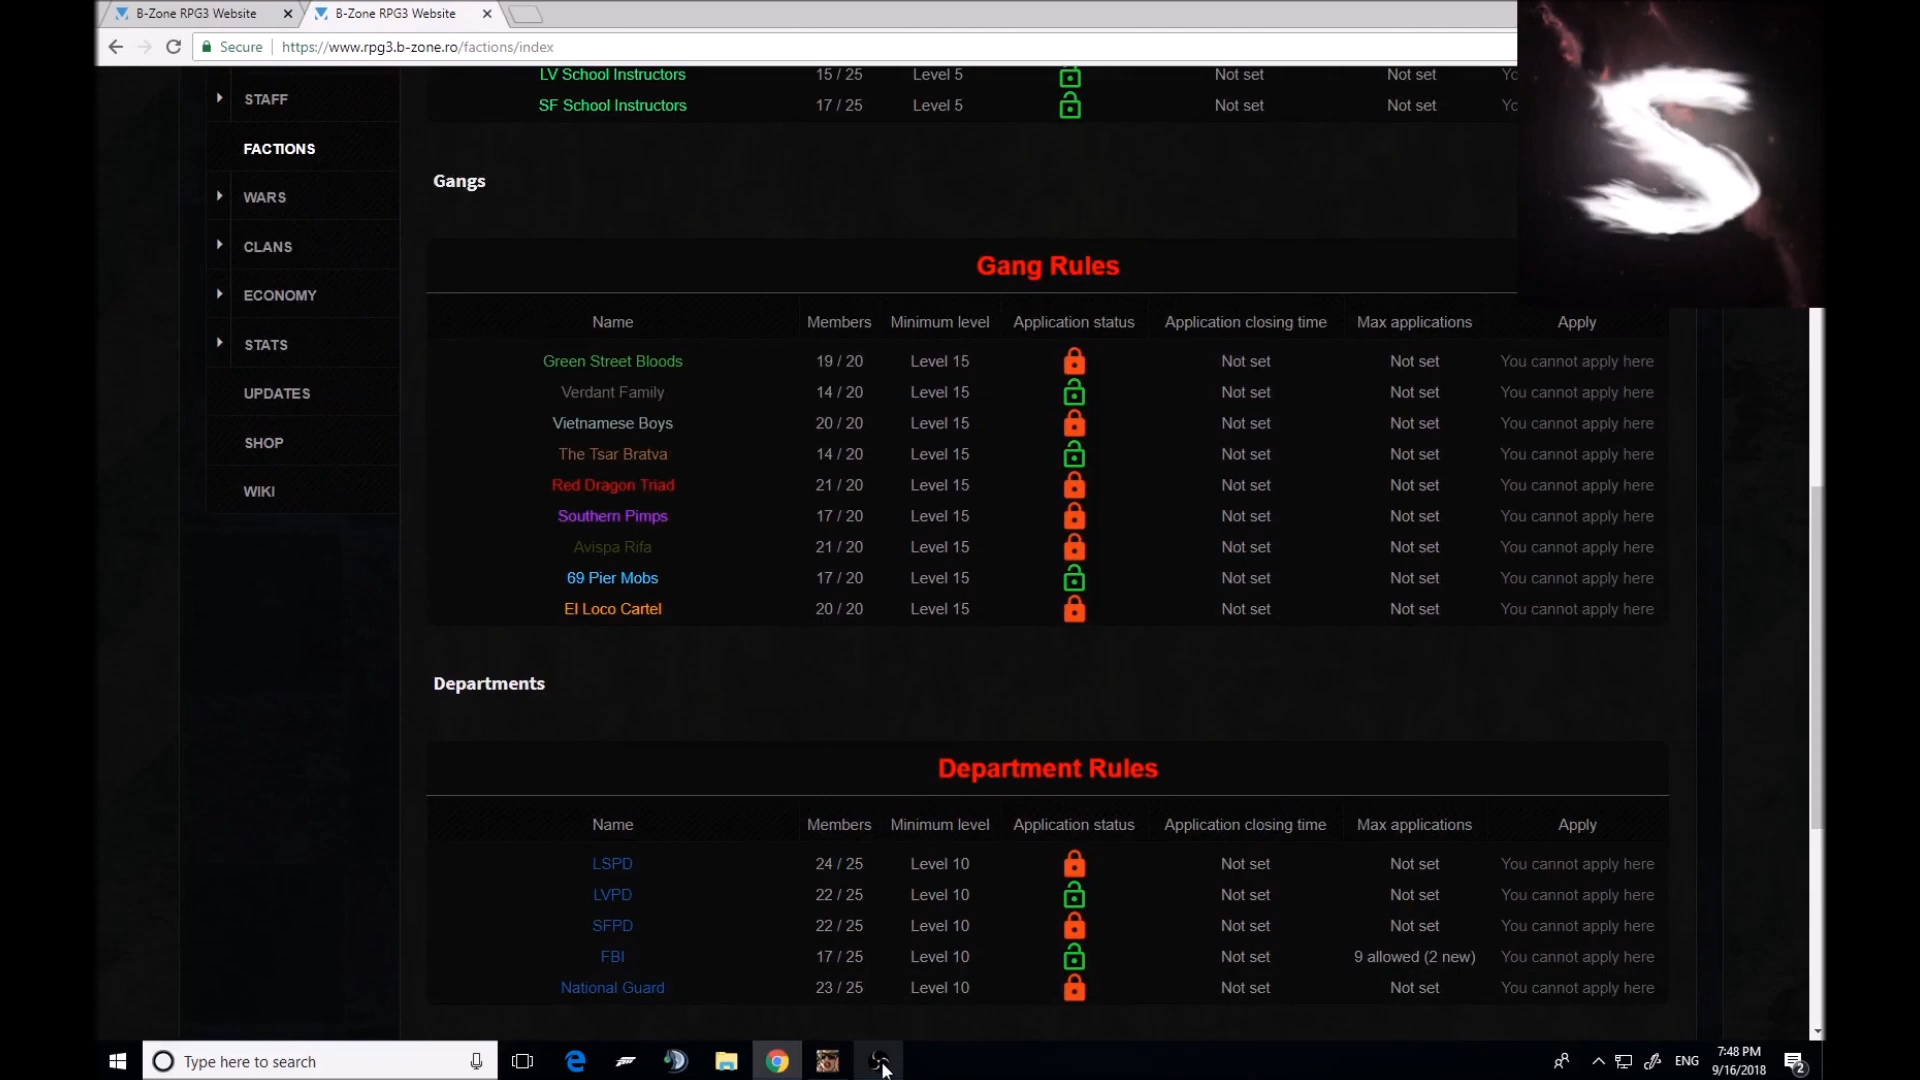 B-Zone RPG3 Website
B-Zone RPG3 Website
Secure https://www.rpg3.b-zone.ro/factions/index
STAFF
FACTIONS
WARS
CLANS
ECONOMY
STATS
UPDATES
SHOP
WIKI
LV School Instructors 15 / 25 Level 5 Not set Not set Yo
SF School Instructors 17 / 25 Level 5 Not set Not set Yo
Gangs
Gang Rules
Name Members Minimum level Application status Application closing time Max applications Apply
Green Street Bloods 19 / 20 Level 15 Not set Not set You cannot apply here
Verdant Family 14 / 20 Level 15 Not set Not set You cannot apply here
Vietnamese Boys 20 / 20 Level 15 Not set Not set You cannot apply here
The Tsar Bratva 14 / 20 Level 15 Not set Not set You cannot apply here
Red Dragon Triad 21 / 20 Level 15 Not set Not set You cannot apply here
Southern Pimps 17 / 20 Level 15 Not set Not set You cannot apply here
Avispa Rifa 21 / 20 Level 15 Not set Not set You cannot apply here
69 Pier Mobs 17 / 20 Level 15 Not set Not set You cannot apply here
El Loco Cartel 20 / 20 Level 15 Not set Not set You cannot apply here
Departments
Department Rules
Name Members Minimum level Application status Application closing time Max applications Apply
LSPD 24 / 25 Level 10 Not set Not set You cannot apply here
LVPD 22 / 25 Level 10 Not set Not set You cannot apply here
SFPD 22 / 25 Level 10 Not set Not set You cannot apply here
FBI 17 / 25 Level 10 Not set 9 allowed (2 new) You cannot apply here
National Guard 23 / 25 Level 10 Not set Not set You cannot apply here
S
Type here to search
ENG
7:48 PM
9/16/2018
2